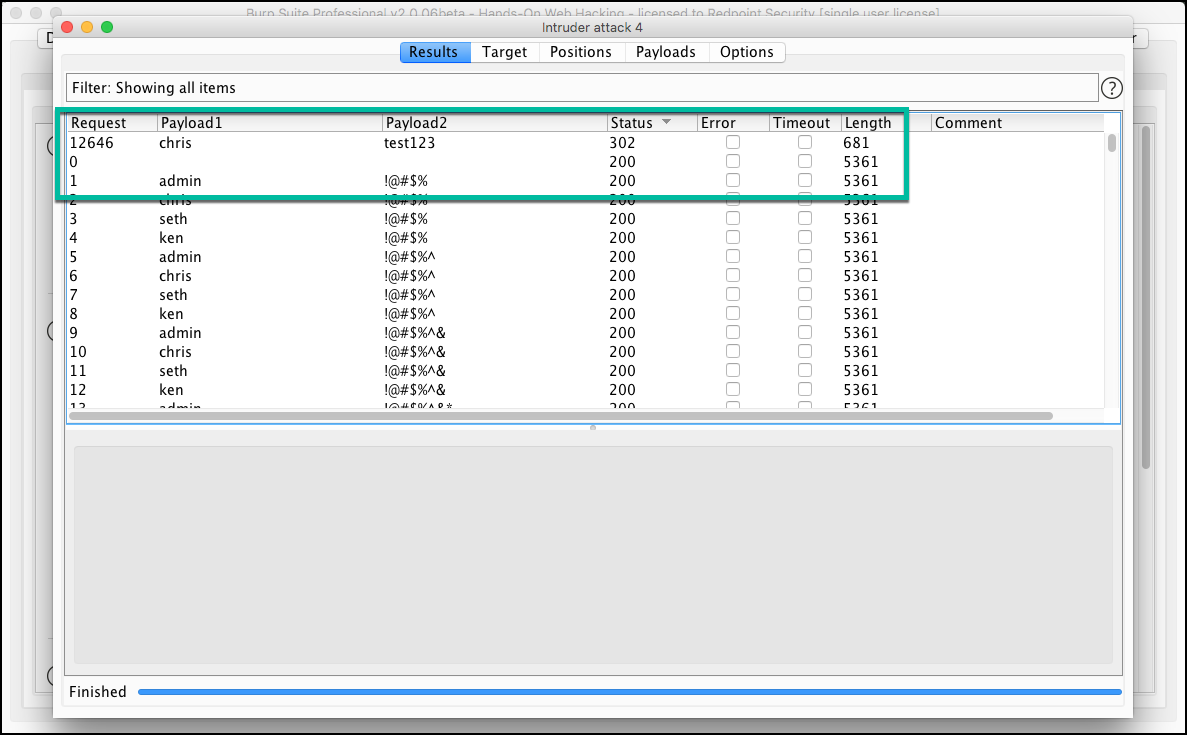 Burp Suite Professional v2.0.06beta - Hands-On Web Hacking - licensed to Redpoint Security [single user license]
Intruder attack 4
Results Target Positions Payloads Options
Filter: Showing all items
?
Request Payload1 Payload2 Status Error Timeout Length Comment
12646 chris test123 302 681
0 200 5361
1 admin !@#$% 200 5361
2 chris !@#$% 200 5361
3 seth !@#$% 200 5361
4 ken !@#$% 200 5361
5 admin !@#$%^ 200 5361
6 chris !@#$%^ 200 5361
7 seth !@#$%^ 200 5361
8 ken !@#$%^ 200 5361
9 admin !@#$%^& 200 5361
10 chris !@#$%^& 200 5361
11 seth !@#$%^& 200 5361
12 ken !@#$%^& 200 5361
13 admin !@#$%^&* 200 5361
Finished